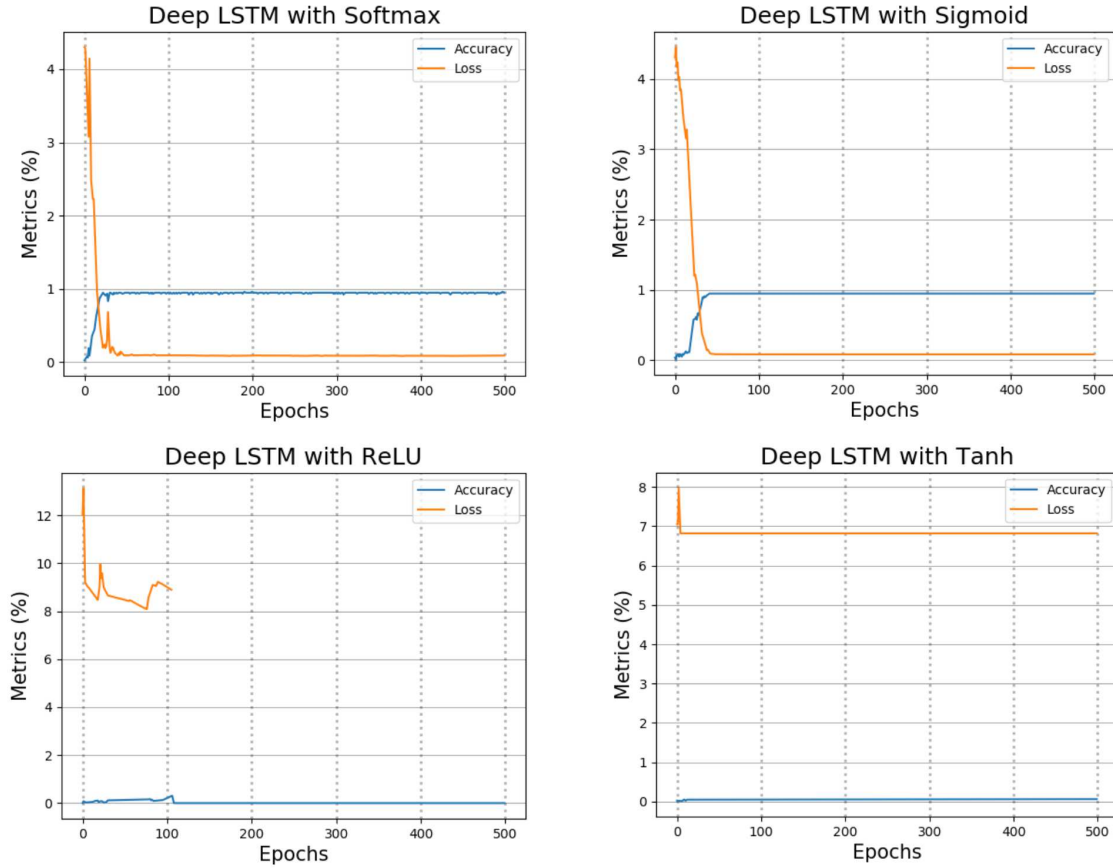 Deep LSTM with Softmax
Accuracy
Loss
4
3
2
1
0
Metrics (%)
0 100 200 300 400 500
Epochs
Deep LSTM with Sigmoid
Accuracy
Loss
4
3
2
1
0
Metrics (%)
0 100 200 300 400 500
Epochs
Deep LSTM with ReLU
Accuracy
Loss
12
10
8
6
4
2
0
Metrics (%)
0 100 200 300 400 500
Epochs
Deep LSTM with Tanh
Accuracy
Loss
8
7
6
5
4
3
2
1
0
Metrics (%)
0 100 200 300 400 500
Epochs